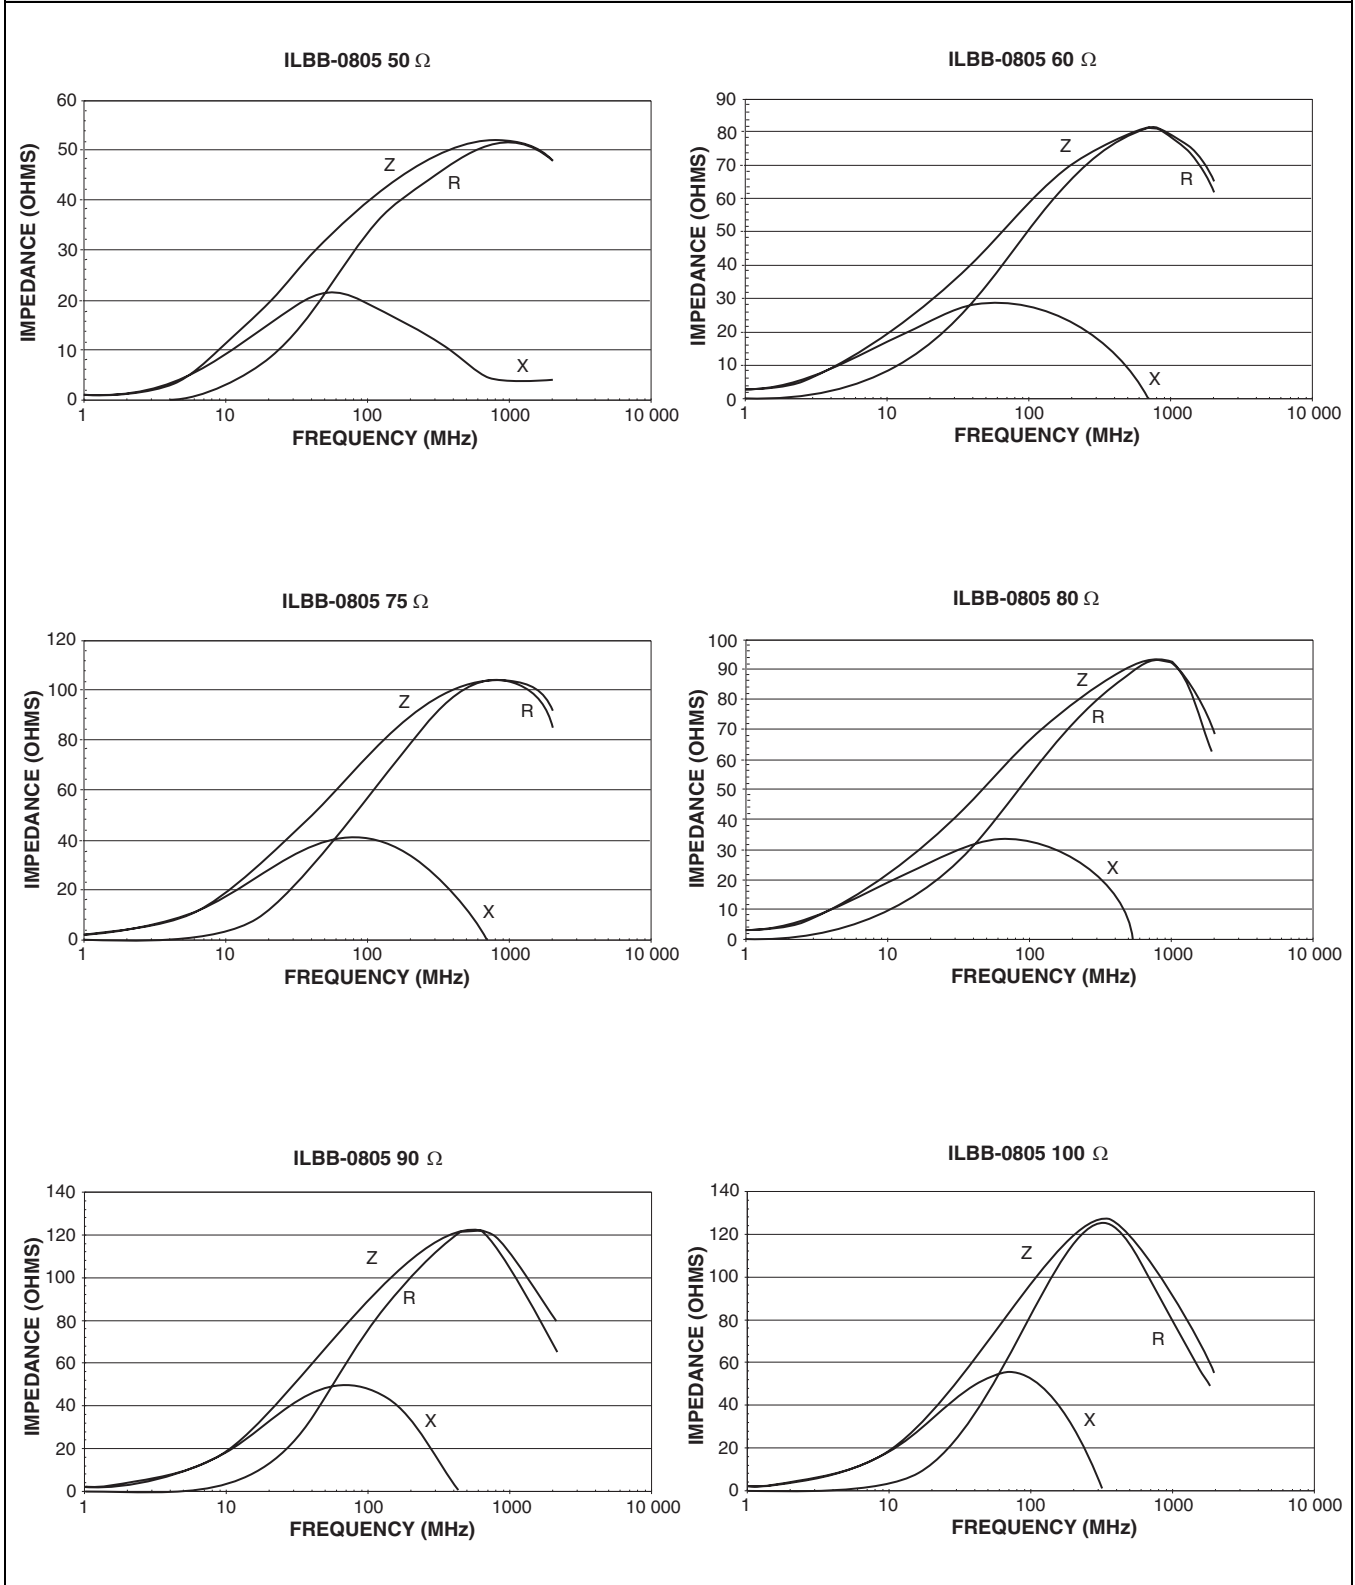 ILBB-0805 50 Ω
IMPEDANCE (OHMS)
60
50
40
30
20
10
0
Z
R
X
1
10
100
1000
10 000
FREQUENCY (MHz)
ILBB-0805 60 Ω
IMPEDANCE (OHMS)
90
80
70
60
50
40
30
20
10
0
Z
R
X
1
10
100
1000
10 000
FREQUENCY (MHz)
ILBB-0805 75 Ω
IMPEDANCE (OHMS)
120
100
80
60
40
20
0
Z
R
X
1
10
100
1000
10 000
FREQUENCY (MHz)
ILBB-0805 80 Ω
IMPEDANCE (OHMS)
100
90
80
70
60
50
40
30
20
10
0
Z
R
X
1
10
100
1000
10 000
FREQUENCY (MHz)
ILBB-0805 90 Ω
IMPEDANCE (OHMS)
140
120
100
80
60
40
20
0
Z
R
X
1
10
100
1000
10 000
FREQUENCY (MHz)
ILBB-0805 100 Ω
IMPEDANCE (OHMS)
140
120
100
80
60
40
20
0
Z
R
X
1
10
100
1000
10 000
FREQUENCY (MHz)